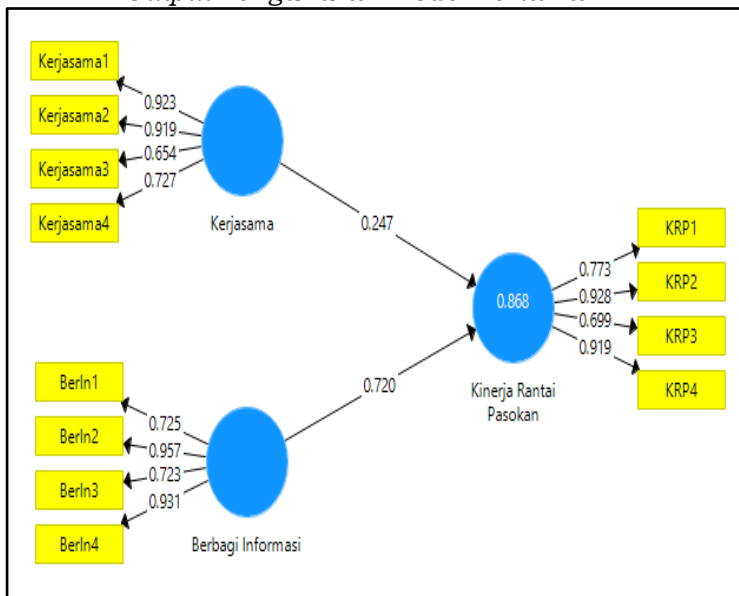 Kerjasama1
Kerjasama2
Kerjasama3
Kerjasama4
0.923
0.919
0.654
0.727
Kerjasama
0.247
BerIn1
BerIn2
BerIn3
BerIn4
0.725
0.957
0.723
0.931
Berbagi Informasi
0.720
0.868
Kinerja Rantai
Pasokan
0.773
0.928
0.699
0.919
KRP1
KRP2
KRP3
KRP4